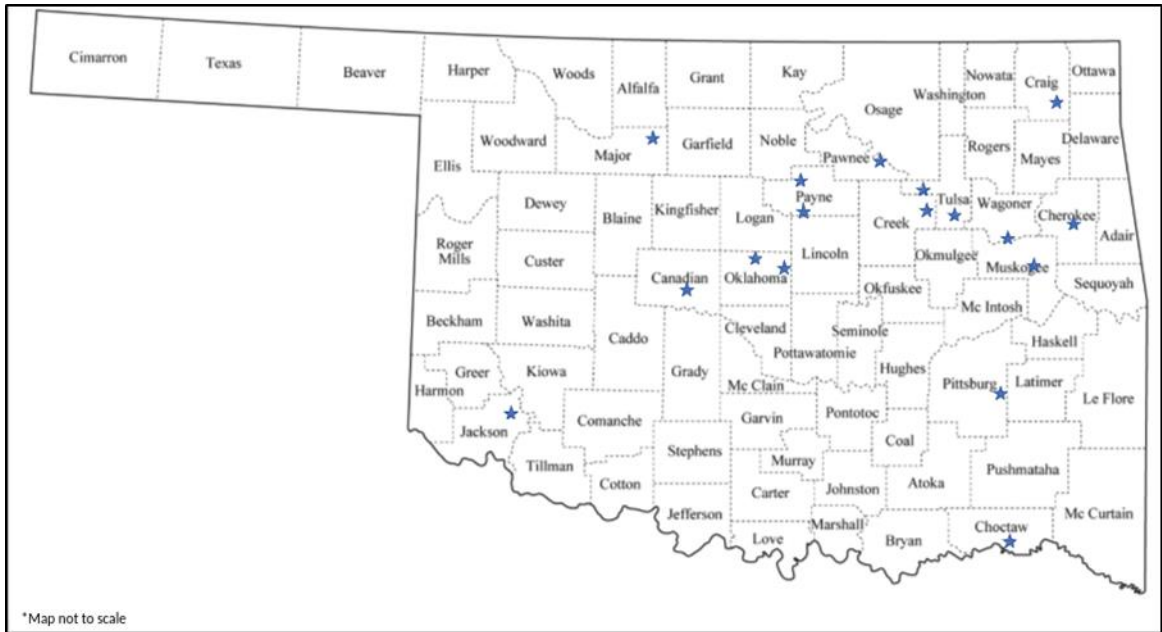 Cimarron
Texas
Beaver
Harper
Woods
Alfalfa
Grant
Kay
Osage
Washington
Nowata
Craig
Ottawa
Ellis
Woodward
Major
Garfield
Noble
Pawnee
Rogers
Mayes
Delaware
Dewey
Blaine
Kingfisher
Logan
Payne
Creek
Tulsa
Wagoner
Cherokee
Adair
Roger
Mills
Custer
Canadian
Oklahoma
Lincoln
Okmulgee
Muskogee
Sequoyah
Okfuskee
Mc Intosh
Beckham
Washita
Caddo
Grady
Cleveland
Pottawatomie
Seminole
Hughes
Haskell
Pittsburg
Latimer
Le Flore
Harmon
Greer
Kiowa
Mc Clain
Jackson
Comanche
Stephens
Garvin
Pontotoc
Coal
Tillman
Cotton
Murray
Johnston
Atoka
Pushmataha
Mc Curtain
Jefferson
Carter
Love
Marshall
Bryan
Choctaw
*Map not to scale